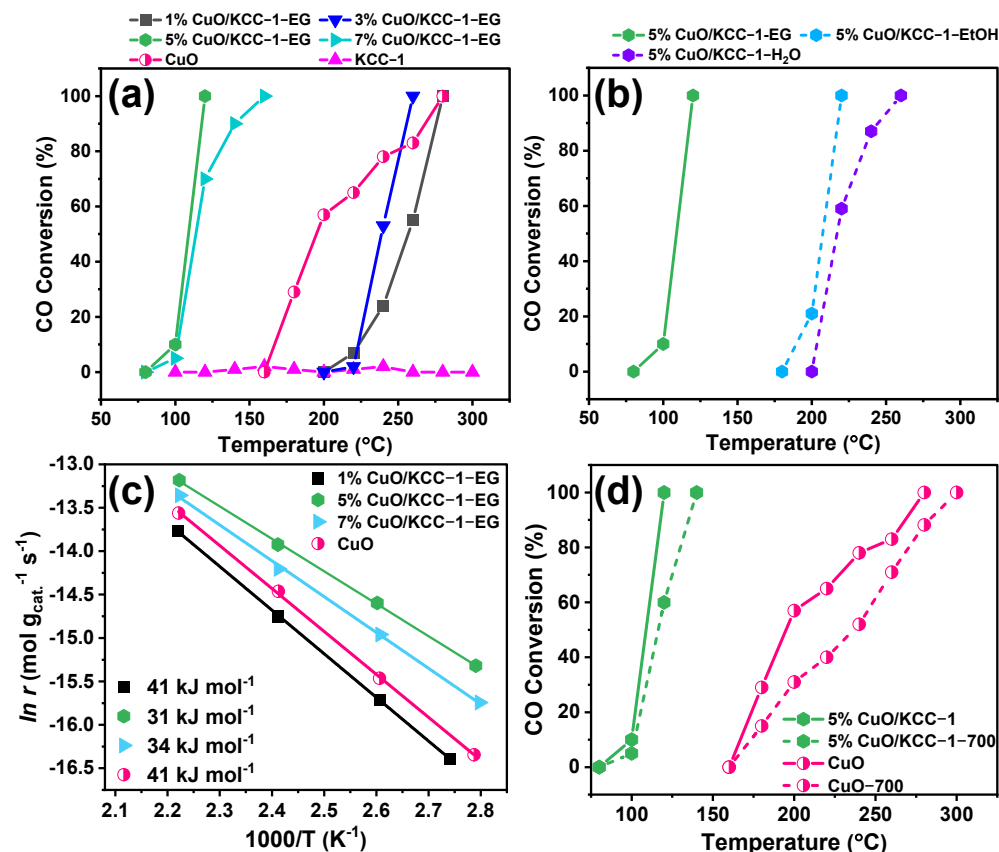 1% CuO/KCC−1−EG 3% CuO/KCC−1−EG
5% CuO/KCC−1−EG 7% CuO/KCC−1−EG
CuO KCC−1
(a)
CO Conversion (%)
100
80
60
40
20
0
50 100 150 200 250 300
Temperature (°C)
5% CuO/KCC−1−EG 5% CuO/KCC−1−EtOH
5% CuO/KCC−1−H₂O
(b)
CO Conversion (%)
100
80
60
40
20
0
50 100 150 200 250 300
Temperature (°C)
(c)
1% CuO/KCC−1−EG
5% CuO/KCC−1−EG
7% CuO/KCC−1−EG
CuO
ln r (mol g_cat.⁻¹ s⁻¹)
-13.0
-13.5
-14.0
-14.5
-15.0
-15.5
-16.0
-16.5
41 kJ mol⁻¹
31 kJ mol⁻¹
34 kJ mol⁻¹
41 kJ mol⁻¹
2.1 2.2 2.3 2.4 2.5 2.6 2.7 2.8
1000/T (K⁻¹)
(d)
CO Conversion (%)
100
80
60
40
20
0
5% CuO/KCC−1
5% CuO/KCC−1−700
CuO
CuO−700
100 150 200 250 300
Temperature (°C)